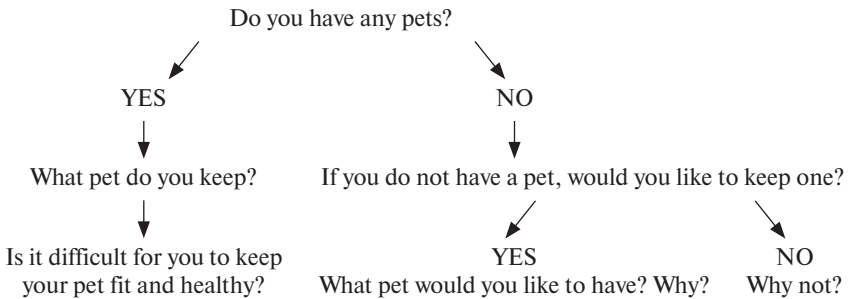 Do you have any pets?
YES
NO
What pet do you keep?
If you do not have a pet, would you like to keep one?
Is it difficult for you to keep
your pet fit and healthy?
YES
What pet would you like to have? Why?
NO
Why not?